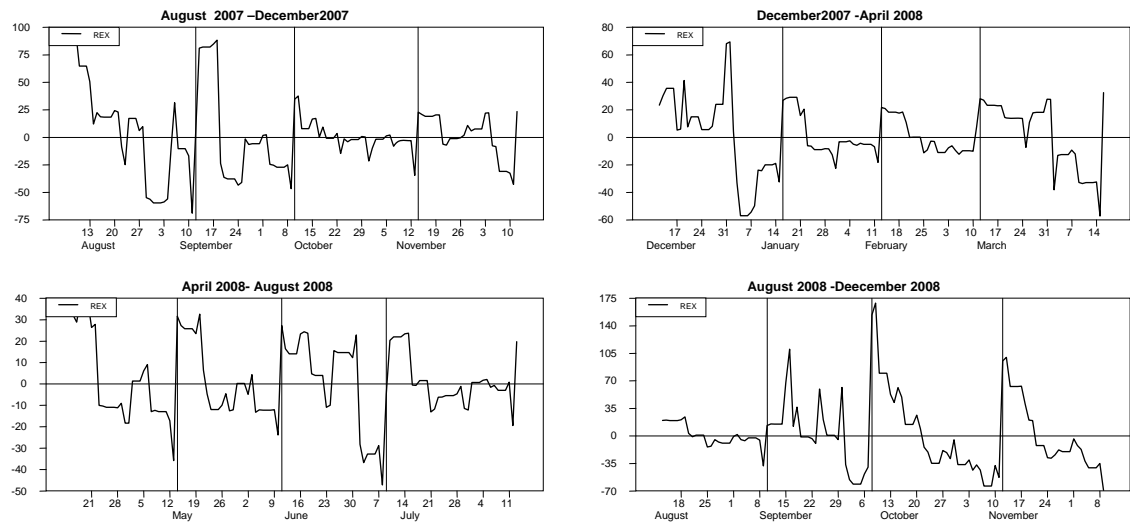 August 2007 –December2007
REX
100
75
50
25
0
-25
-50
-75
13 20 27 3 10 17 24 1 8 15 22 29 5 12 19 26 3 10
August September October November
December2007 -April 2008
REX
80
60
40
20
0
-20
-40
-60
17 24 31 7 14 21 28 4 11 18 25 3 10 17 24 31 7 14
December January February March
April 2008- August 2008
REX
40
30
20
10
0
-10
-20
-30
-40
-50
21 28 5 12 19 26 2 9 16 23 30 7 14 21 28 4 11
May June July
August 2008 -Deecember 2008
REX
175
140
105
70
35
0
-35
-70
18 25 1 8 15 22 29 6 13 20 27 3 10 17 24 1 8
August September October November